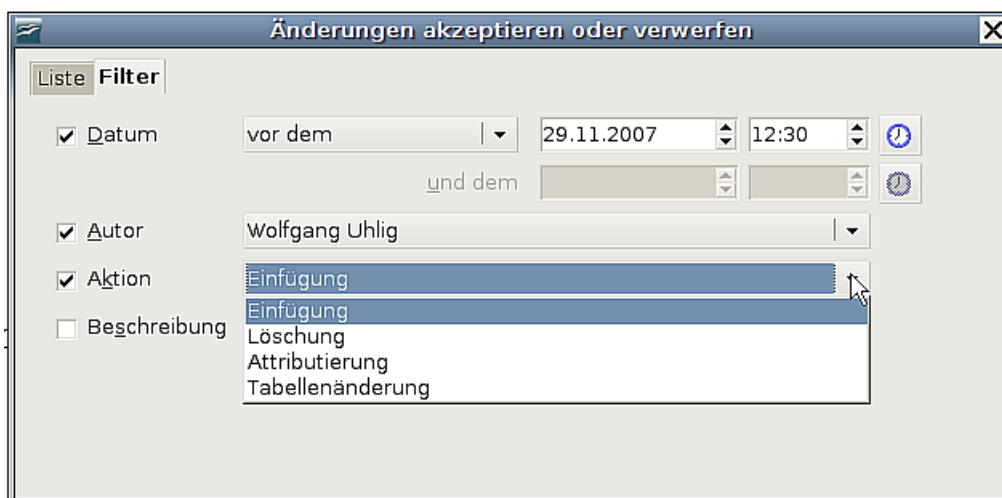 Änderungen akzeptieren oder verwerfen
Liste Filter
Datum vor dem 29.11.2007 12:30
und dem
Autor Wolfgang Uhlig
Aktion Einfügung
Einfügung
Beschreibung
Löschung
Attributierung
Tabellenänderung